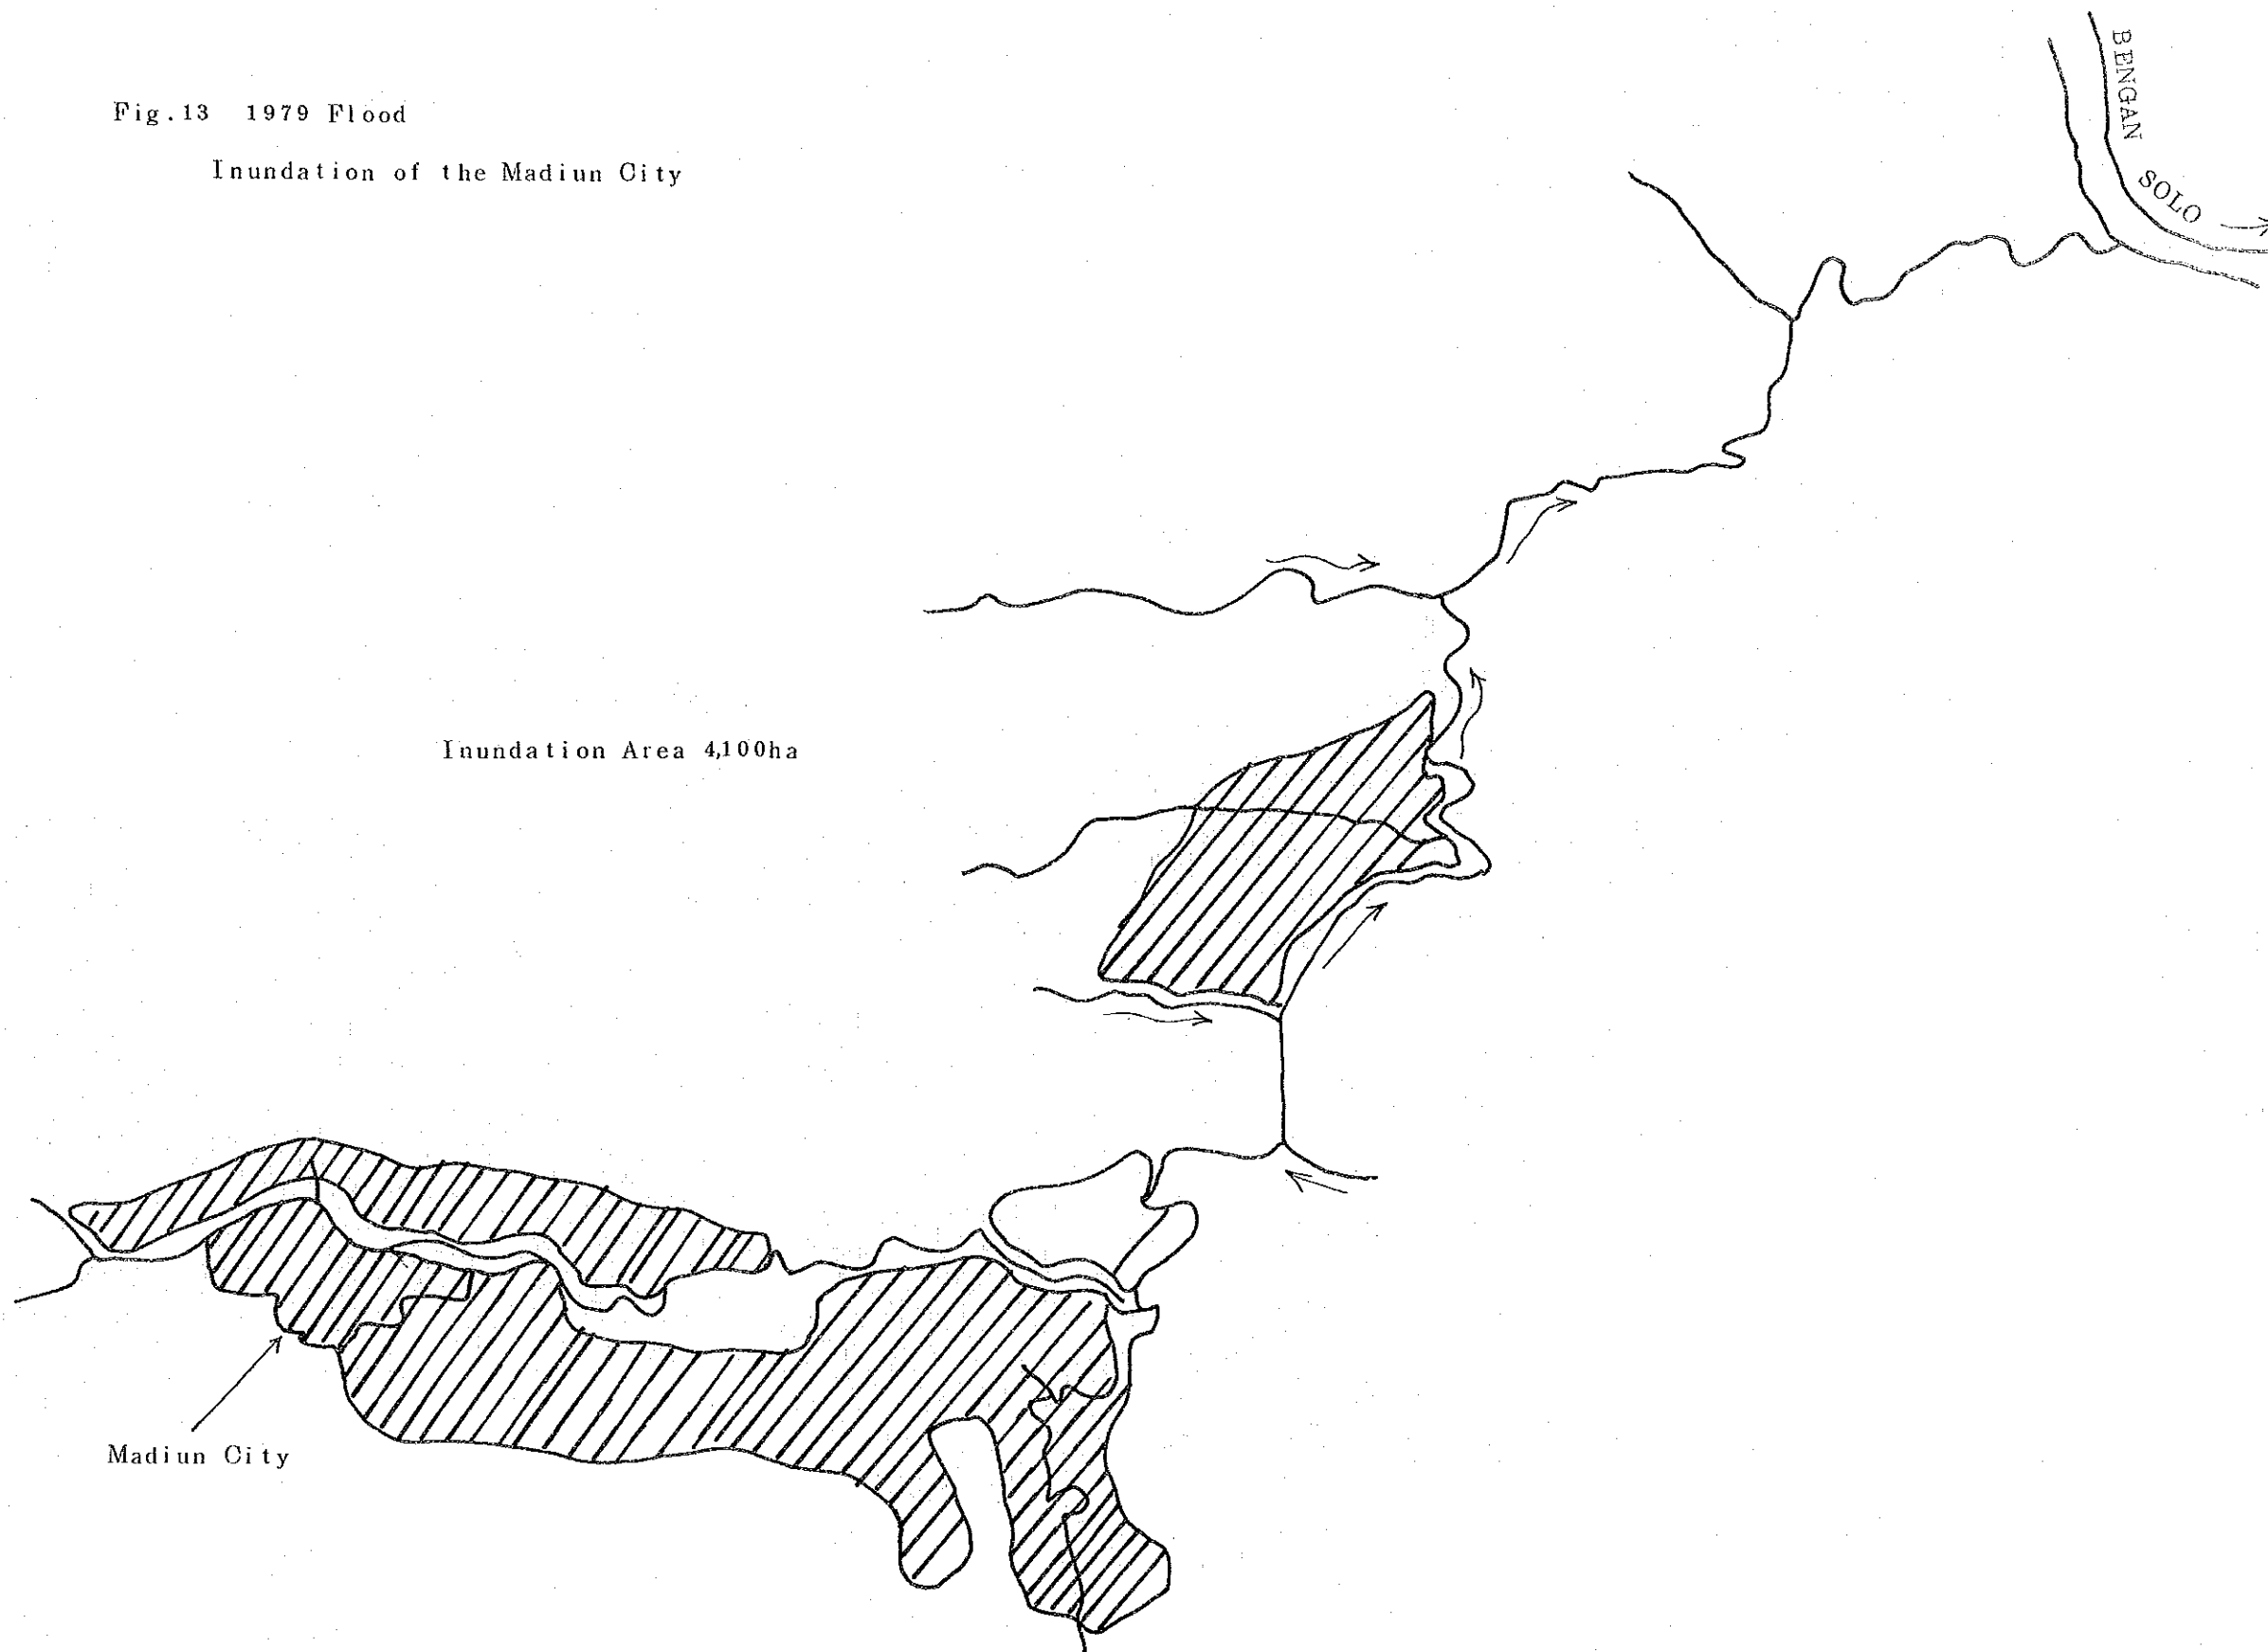 Fig.13 1979 Flood
Inundation of the Madiun City
BENGAN SOLO
Inundation Area 4,100ha
Madiun City